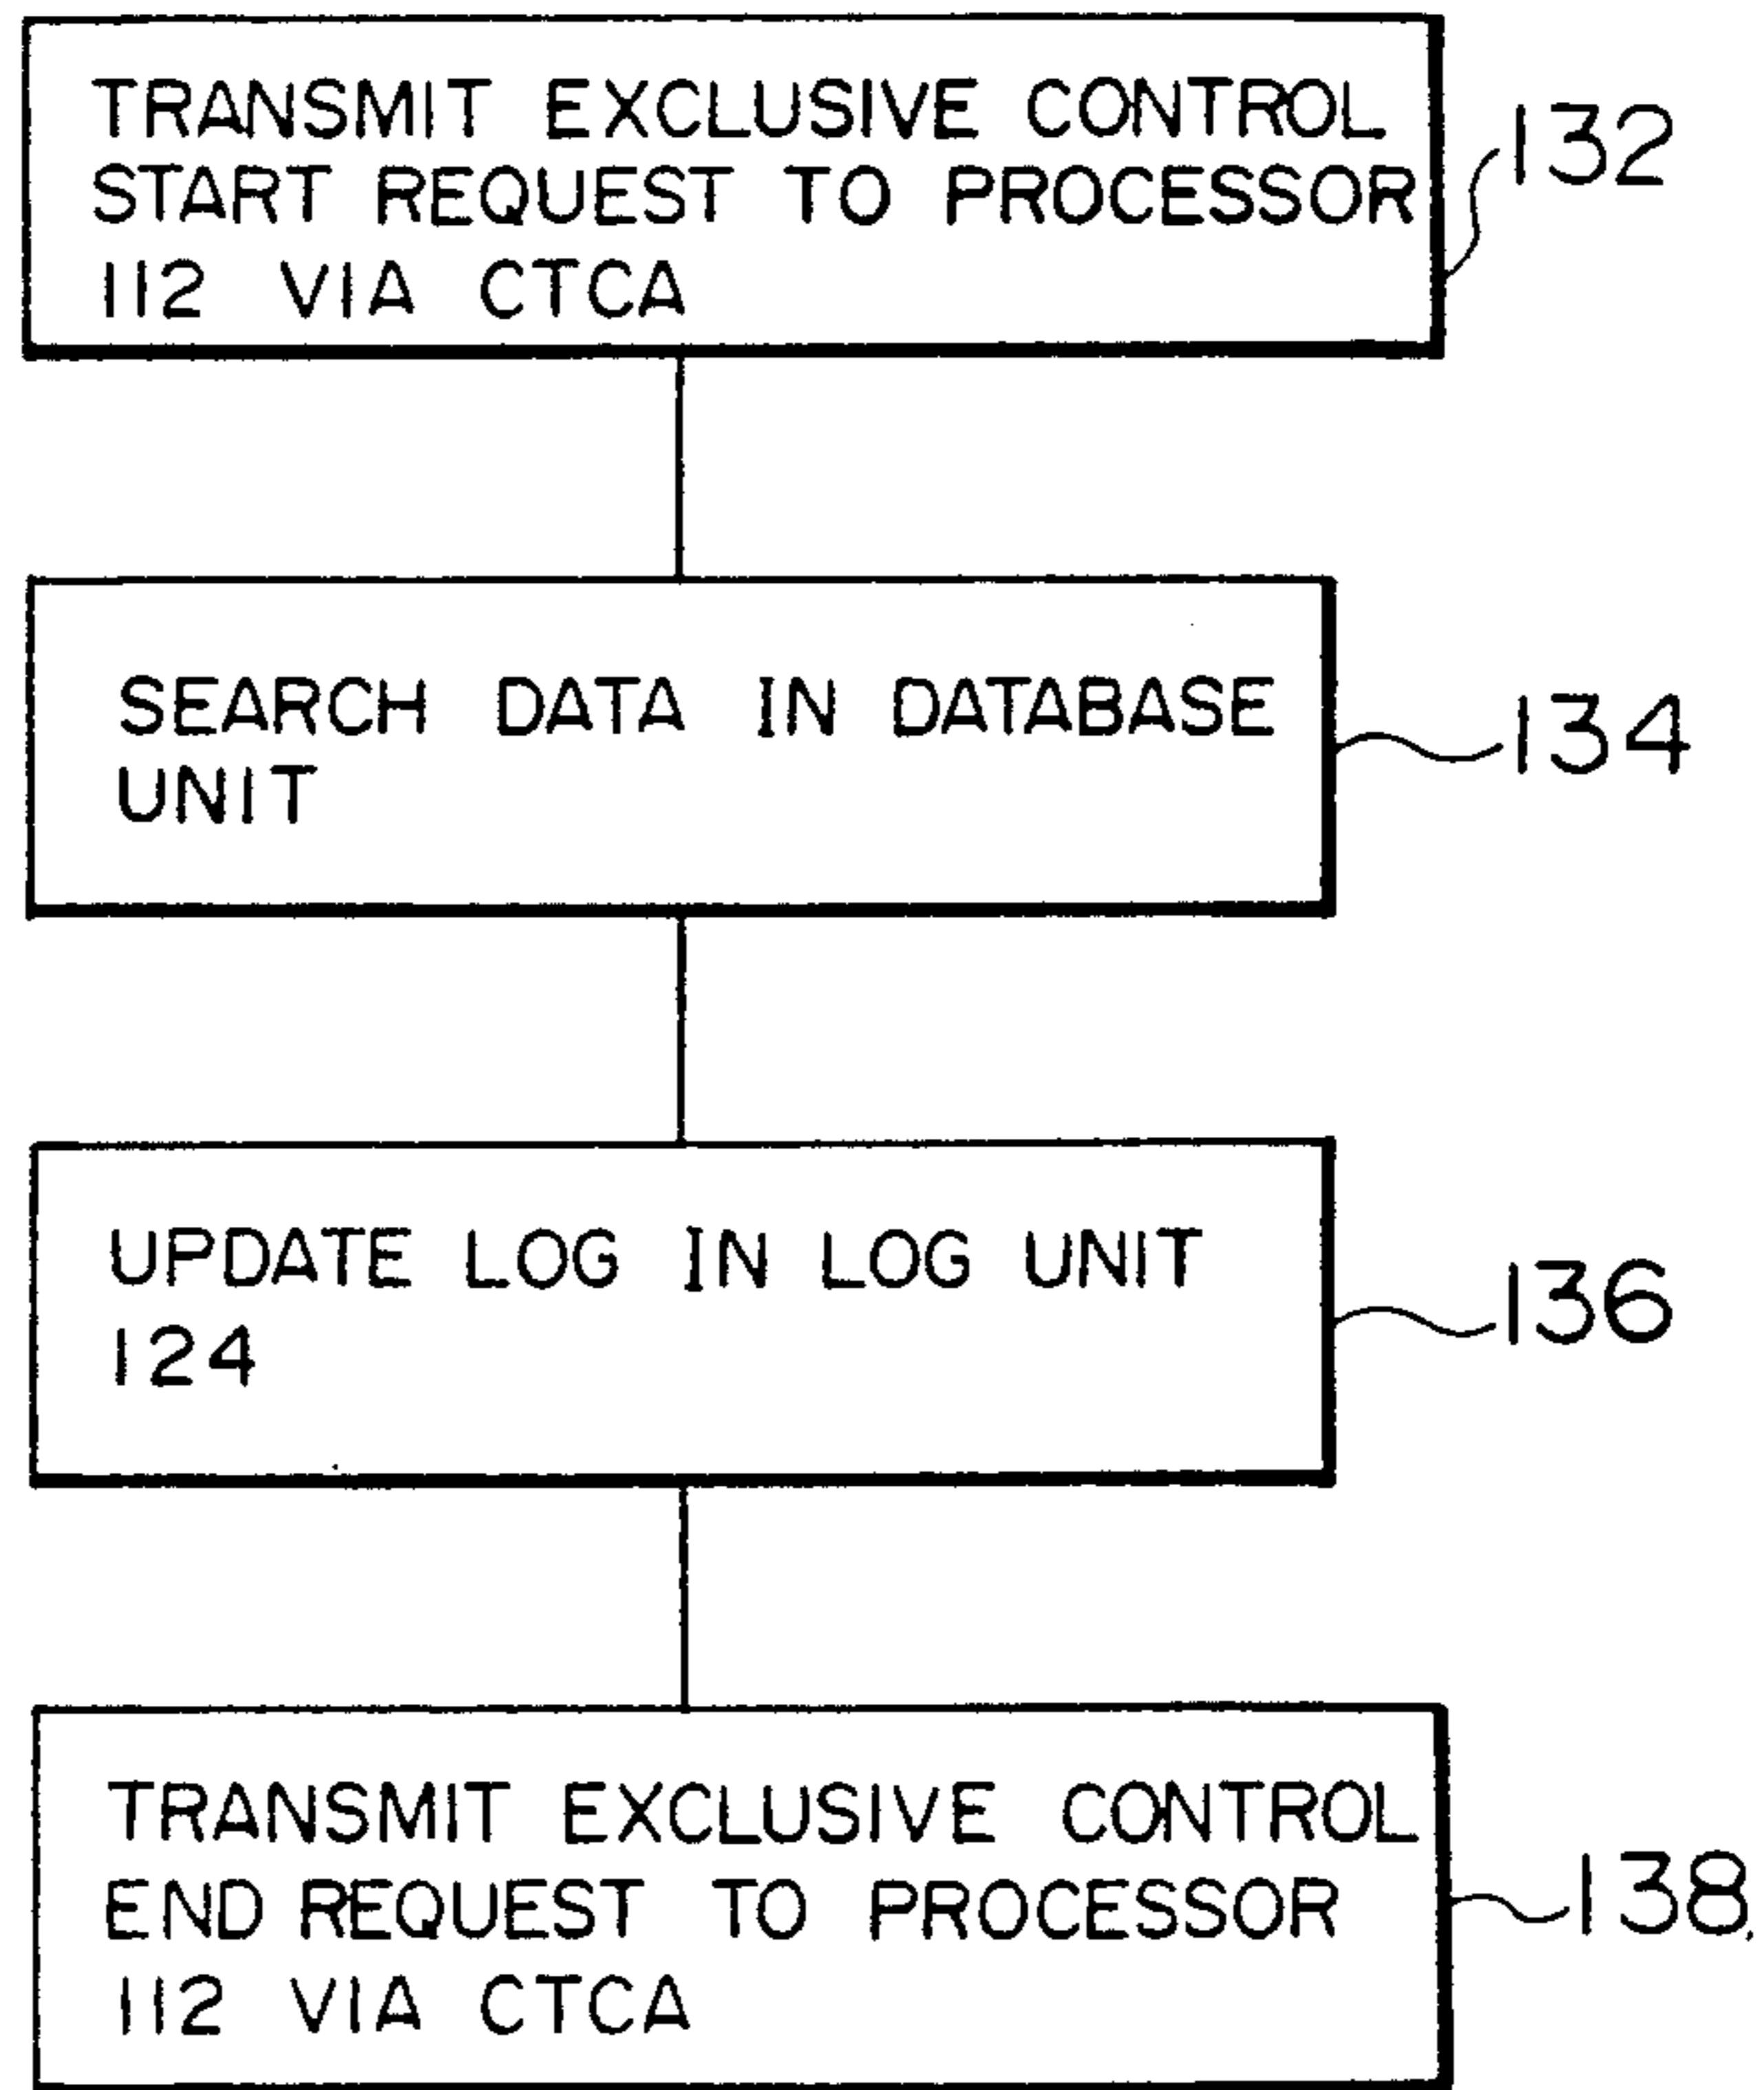 TRANSMIT EXCLUSIVE CONTROL
START REQUEST TO PROCESSOR
112 VIA CTCA
132
SEARCH DATA IN DATABASE
UNIT
134
UPDATE LOG IN LOG UNIT
124
136
TRANSMIT EXCLUSIVE CONTROL
END REQUEST TO PROCESSOR
112 VIA CTCA
138